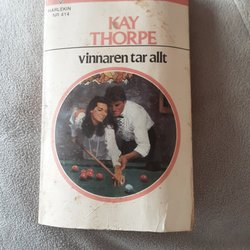 HARLEKIN
NR 414
KAY
THORPE
vinnaren tar allt